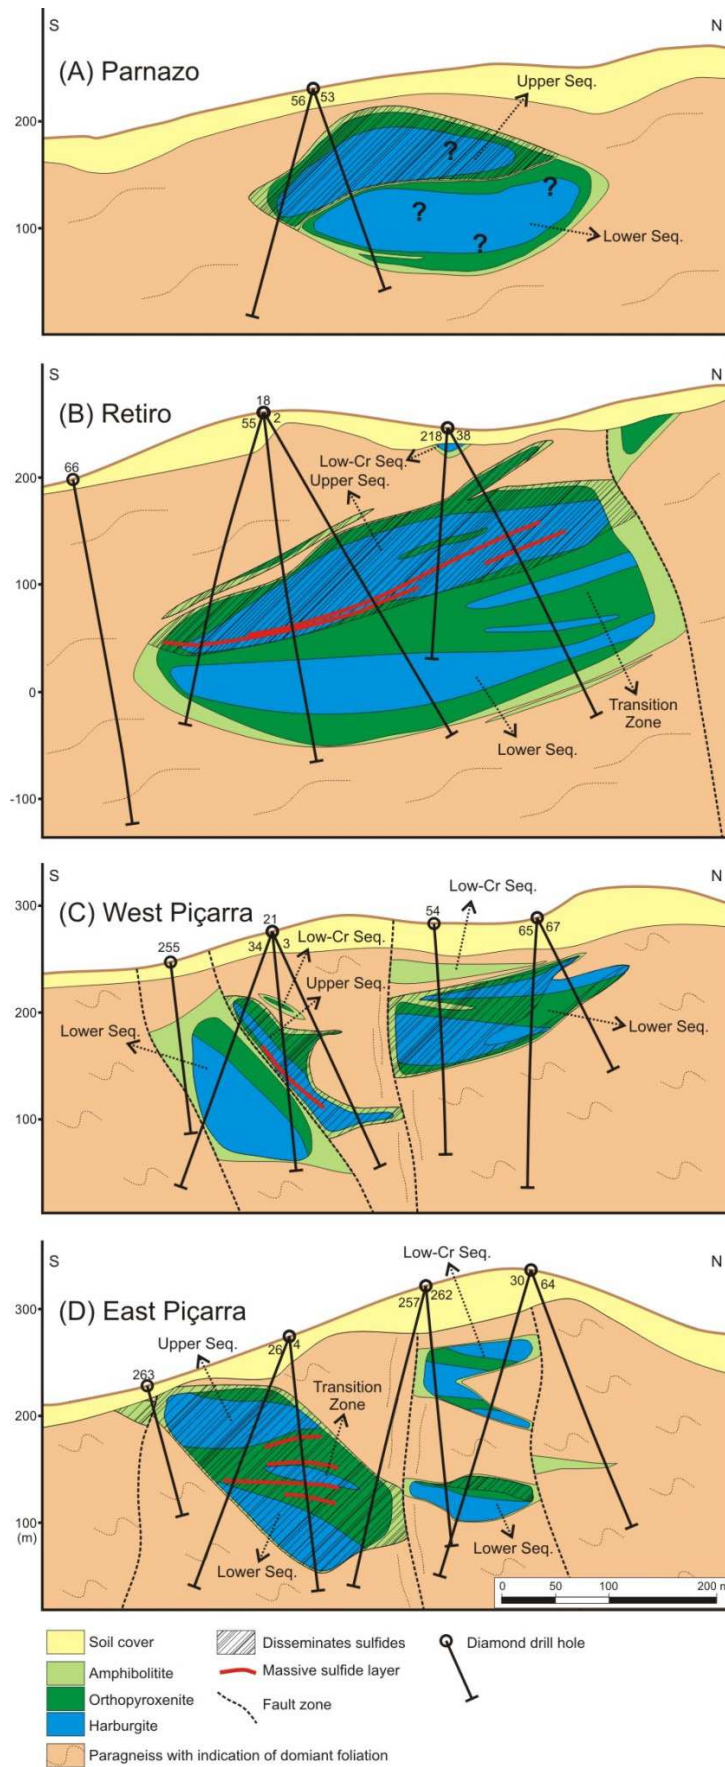 S
N
(A) Parnazo
56
53
Upper Seq.
200
?
?
?
?
Lower Seq.
100
S
N
(B) Retiro
18
55
2
218
38
66
Low-Cr Seq.
Upper Seq.
200
100
0
Transition
Zone
Lower Seq.
-100
S
N
Low-Cr Seq.
300
(C) West Piçarra
21
34
3
54
65
67
255
Low-Cr Seq.
Upper Seq.
200
Lower Seq.
Lower Seq.
100
S
N
Low-Cr Seq.
300
(D) East Piçarra
257
262
30
64
Upper Seq.
26
4
263
Transition
Zone
200
100
(m)
Lower Seq.
Lower Seq.
0 50 100 200 m
Soil cover
Amphibolitite
Orthopyroxenite
Harburgite
Paragneiss with indication of domiant foliation
Disseminates sulfides
Massive sulfide layer
Fault zone
Diamond drill hole